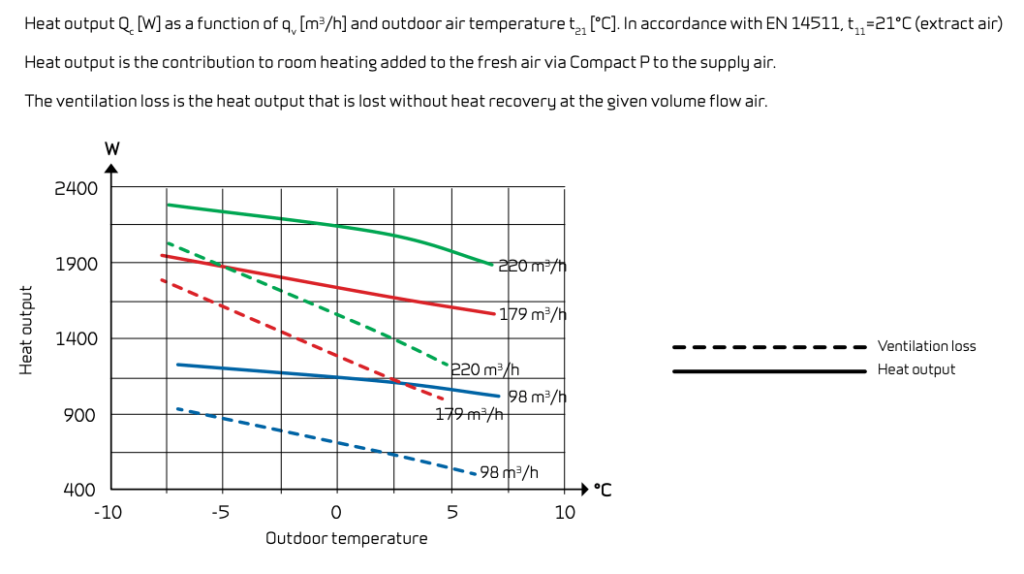 Heat output Qc [W] as a function of qv [m³/h] and outdoor air temperature t21 [°C]. In accordance with EN 14511, t11=21°C (extract air)
Heat output is the contribution to room heating added to the fresh air via Compact P to the supply air.
The ventilation loss is the heat output that is lost without heat recovery at the given volume flow air.
W
2400
1900
1400
900
400
Heat output
220 m³/h
179 m³/h
220 m³/h
98 m³/h
179 m³/h
98 m³/h
Ventilation loss
Heat output
-10
-5
0
5
10
°C
Outdoor temperature